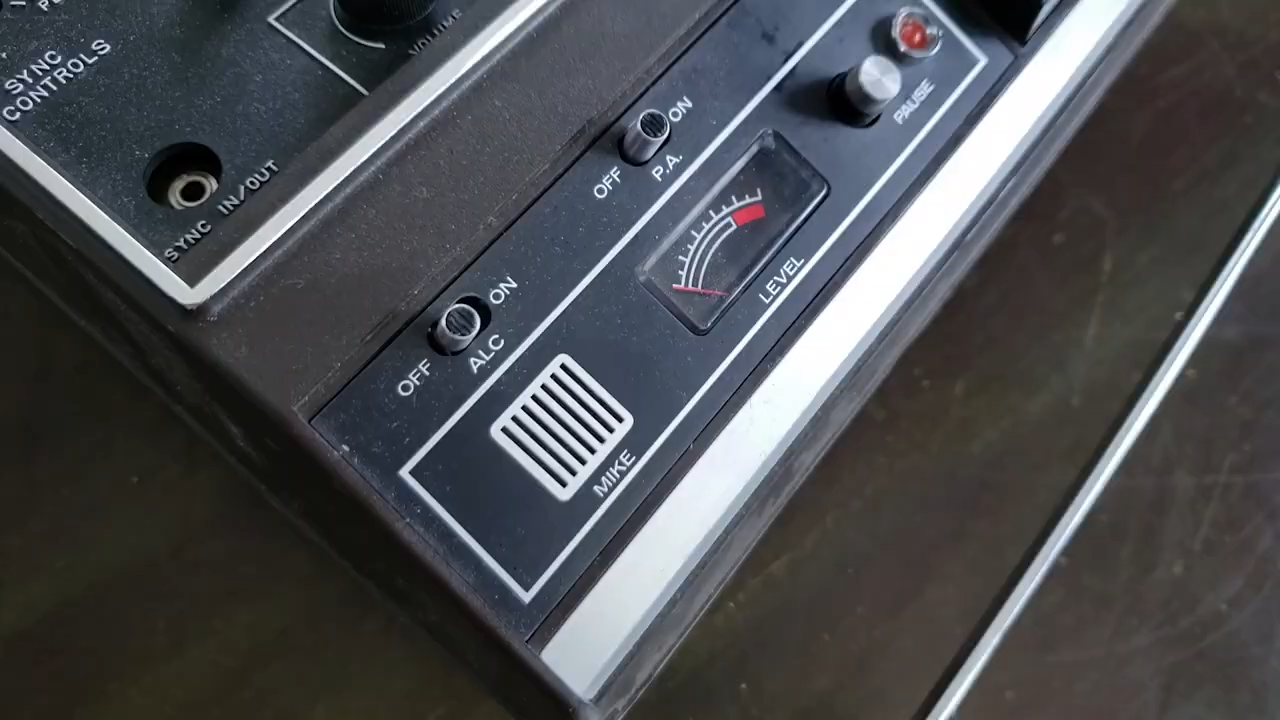 SYNC
CONTROLS
SYNC IN/OUT
VOLUME
OFF
ON
P.A.
PAUSE
LEVEL
OFF
ON
ALC
MIKE